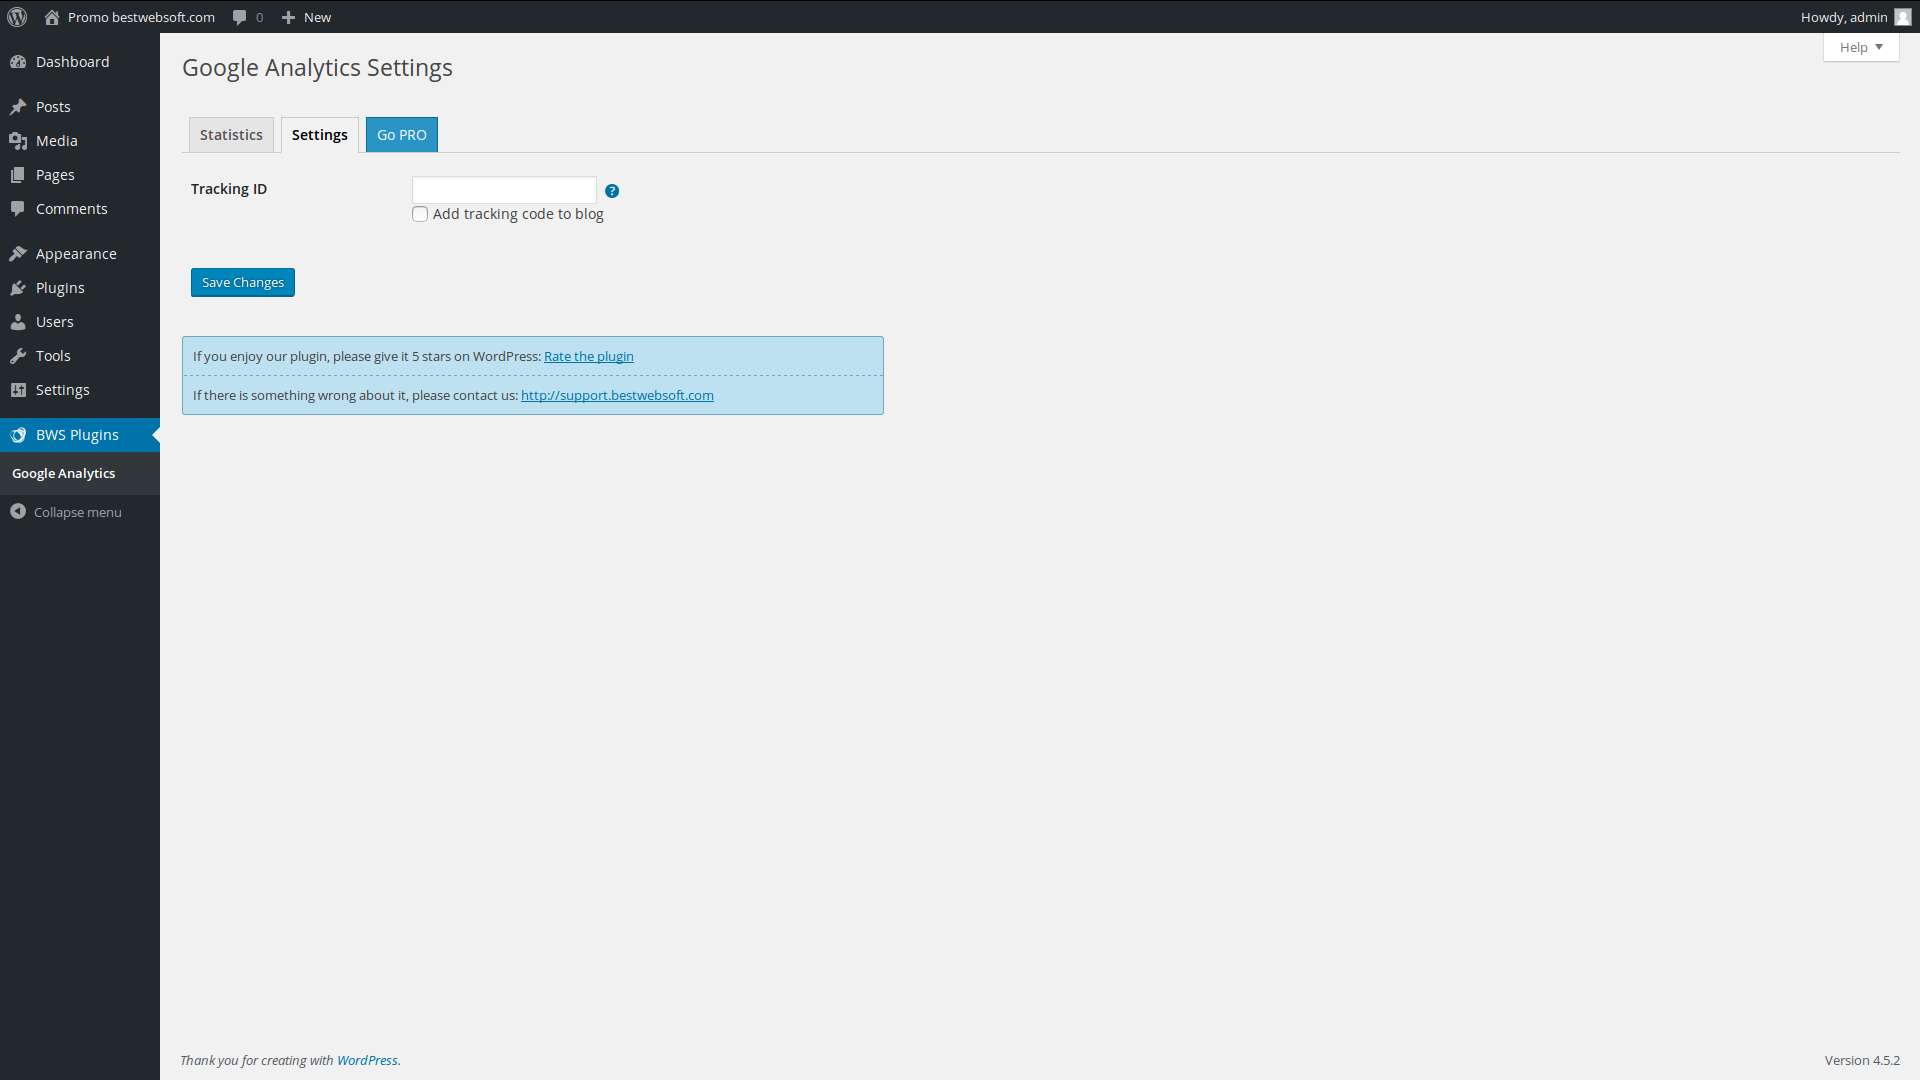 Promo bestwebsoft.com 0 New Howdy, admin
Help
Dashboard
Posts
Media
Pages
Comments
Appearance
Plugins
Users
Tools
Settings
BWS Plugins
Google Analytics
Collapse menu
Google Analytics Settings
Statistics Settings Go PRO
Tracking ID ?
Add tracking code to blog
Save Changes
If you enjoy our plugin, please give it 5 stars on WordPress: Rate the plugin
If there is something wrong about it, please contact us: http://support.bestwebsoft.com
Thank you for creating with WordPress. Version 4.5.2